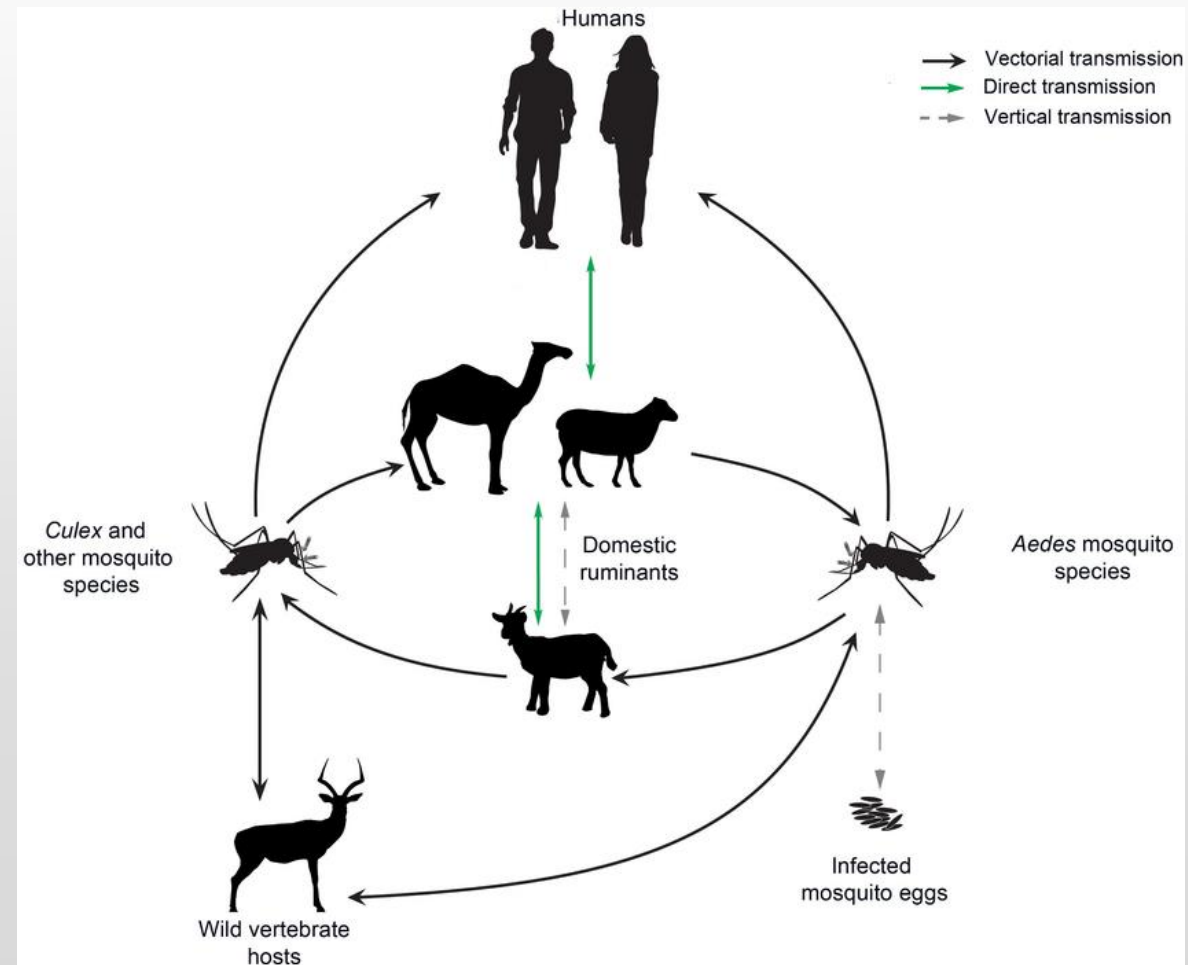 Humans
Vectorial transmission
Direct transmission
Vertical transmission
Culex and
other mosquito
species
Domestic
ruminants
Aedes mosquito
species
Infected
mosquito eggs
Wild vertebrate
hosts